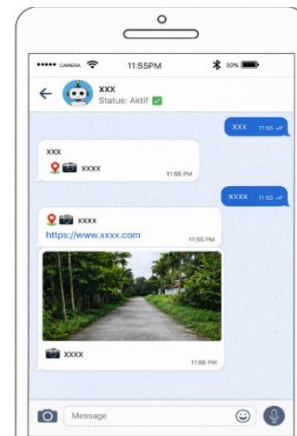 CAMERA 11:55PM 30%
xxx
Status: Aktif ✅
XXX 11:55
xxx
📍📷 xxxx
11:55 PM
XXXX 11:55
📍📷 xxxx
https://www.xxxx.com
11:55 PM
📷 xxxx
11:55 PM
Message